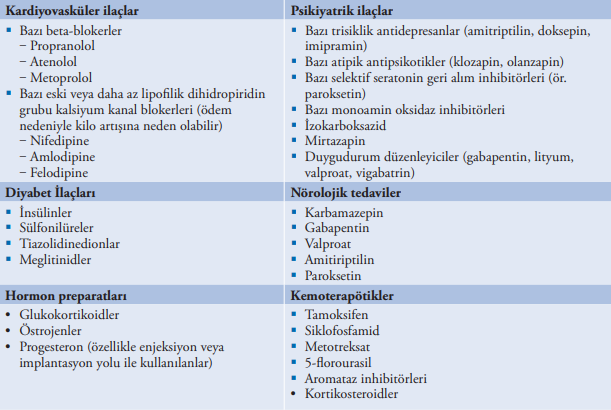 Kardiyovasküler ilaçlar
▪ Bazı beta-blokerler
– Propranolol
– Atenolol
– Metoprolol
▪ Bazı eski veya daha az lipofilik dihidropiridin
grubu kalsiyum kanal blokerleri (ödem
nedeniyle kilo artışına neden olabilir)
– Nifedipine
– Amlodipine
– Felodipine
Psikiyatrik ilaçlar
▪ Bazı trisiklik antidepresanlar (amitriptilin, doksepin,
imipramin)
▪ Bazı atipik antipsikotikler (klozapin, olanzapin)
▪ Bazı selektif seratonin geri alım inhibitörleri (ör.
paroksetin)
▪ Bazı monoamin oksidaz inhibitörleri
▪ İzokarboksazid
▪ Mirtazapin
▪ Duygudurum düzenleyiciler (gabapentin, lityum,
valproat, vigabatrin)
Diyabet İlaçları
▪ İnsülinler
▪ Sülfonilüreler
▪ Tiazolidinedionlar
▪ Meglitinidler
Nörolojik tedaviler
▪ Karbamazepin
▪ Gabapentin
▪ Valproat
▪ Amitiriptilin
▪ Paroksetin
Hormon preparatları
• Glukokortikoidler
• Östrojenler
• Progesteron (özellikle enjeksiyon veya
implantasyon yolu ile kullanılanlar)
Kemoterapötikler
▪ Tamoksifen
▪ Siklofosfamid
▪ Metotreksat
▪ 5-florourasil
▪ Aromataz inhibitörleri
• Kortikosteroidler